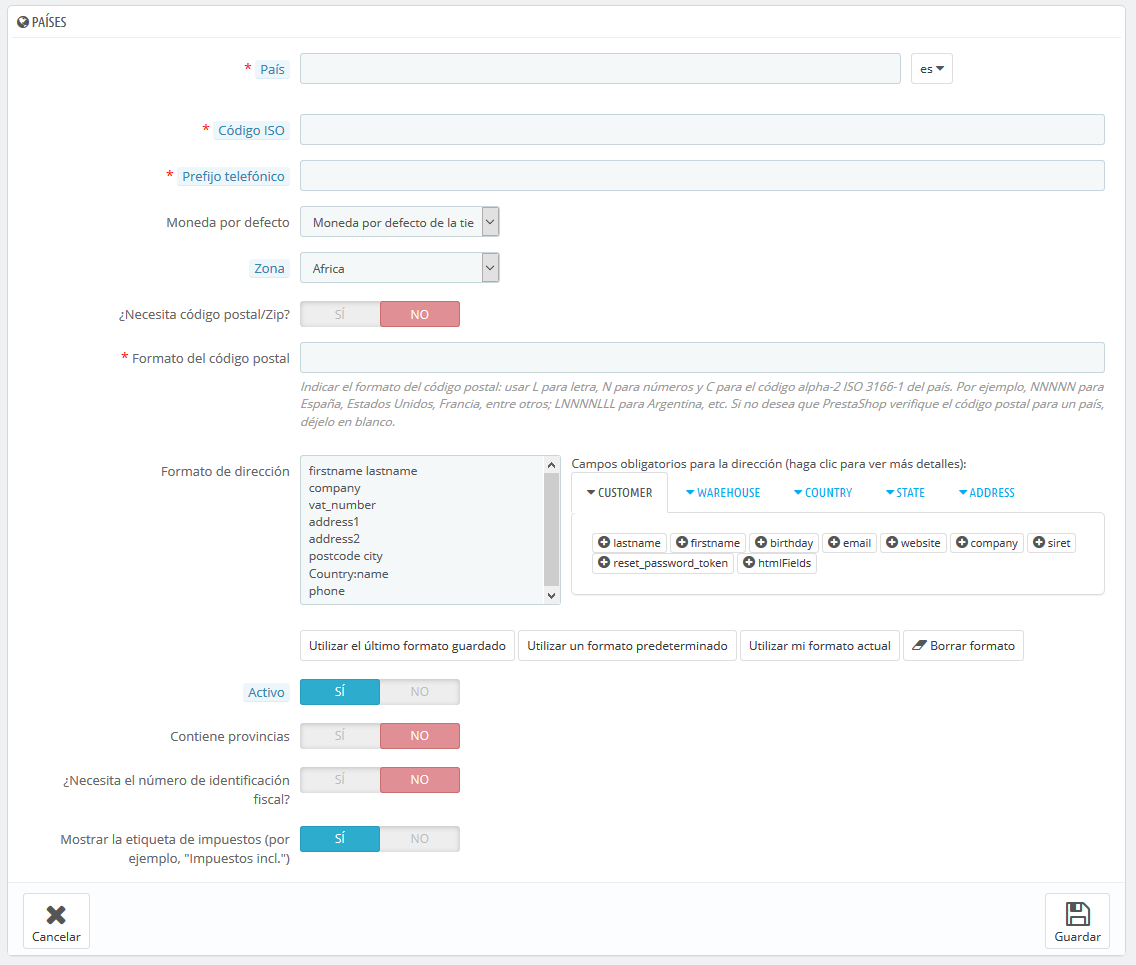 PAÍSES
* País
es
* Código ISO
* Prefijo telefónico
Moneda por defecto
Moneda por defecto de la tie
Zona
Africa
¿Necesita código postal/Zip?
SÍ NO
* Formato del código postal
Indicar el formato del código postal: usar L para letra, N para números y C para el código alpha-2 ISO 3166-1 del país. Por ejemplo, NNNNN para
España, Estados Unidos, Francia, entre otros; LNNNNLLL para Argentina, etc. Si no desea que PrestaShop verifique el código postal para un país,
déjelo en blanco.
Formato de dirección
firstname lastname
company
vat_number
address1
address2
postcode city
Country:name
phone
Campos obligatorios para la dirección (haga clic para ver más detalles):
CUSTOMER WAREHOUSE COUNTRY STATE ADDRESS
lastname firstname birthday email website company siret
reset_password_token htmlFields
Utilizar el último formato guardado Utilizar un formato predeterminado Utilizar mi formato actual Borrar formato
Activo
SÍ NO
Contiene provincias
SÍ NO
¿Necesita el número de identificación
fiscal?
SÍ NO
Mostrar la etiqueta de impuestos (por
ejemplo, "Impuestos incl.")
SÍ NO
Cancelar
Guardar